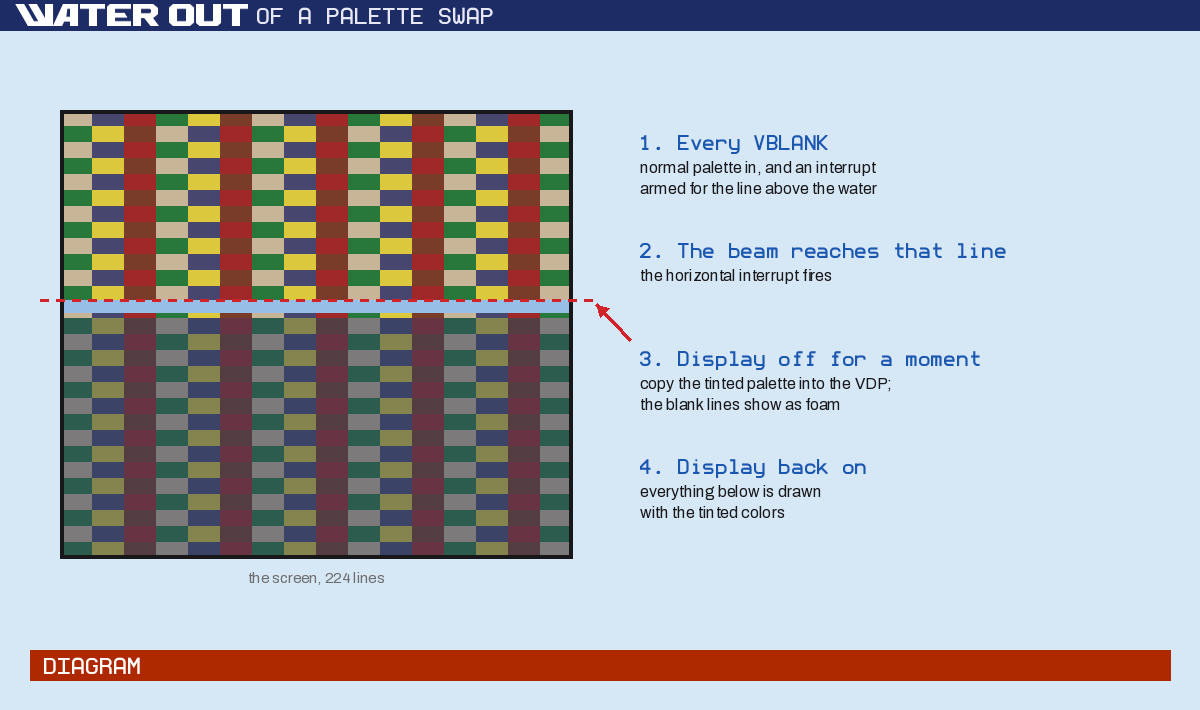 WATER OUT OF A PALETTE SWAP
1. Every VBLANK
normal palette in, and an interrupt
armed for the line above the water
2. The beam reaches that line
the horizontal interrupt fires
3. Display off for a moment
copy the tinted palette into the VDP;
the blank lines show as foam
4. Display back on
everything below is drawn
with the tinted colors
the screen, 224 lines
DIAGRAM